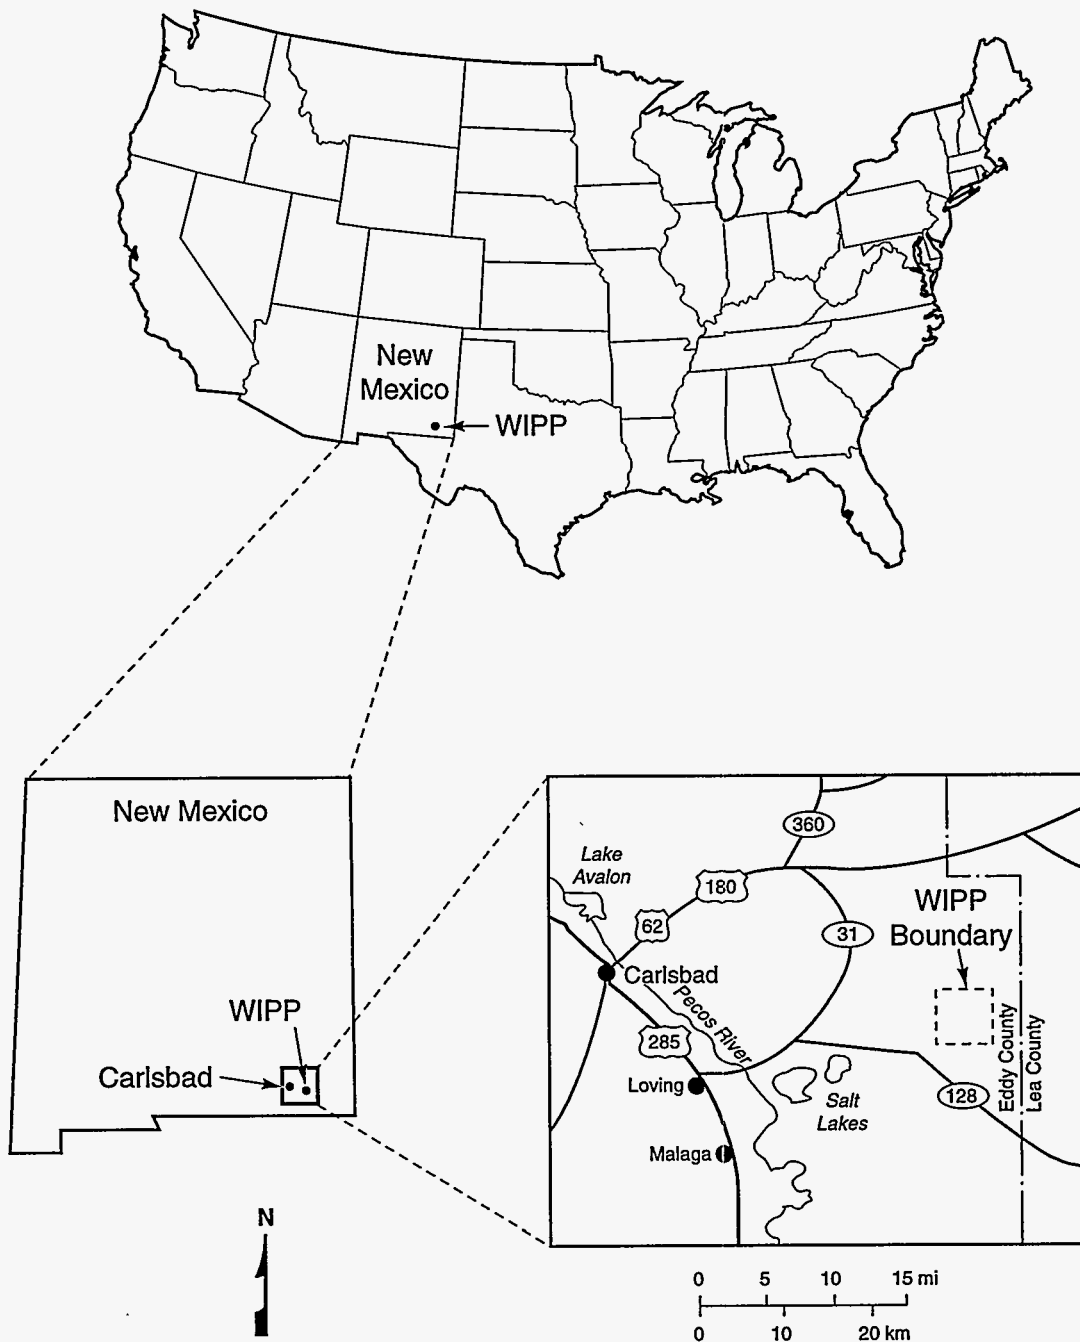 New
Mexico
WIPP
New Mexico
WIPP
Carlsbad
N
360
Lake
Avalon
180
62
31
WIPP
Boundary
Carlsbad
Pecos River
285
Eddy County
Lea County
Loving
Salt
Lakes
128
Malaga
0 5 10 15 mi
0 10 20 km